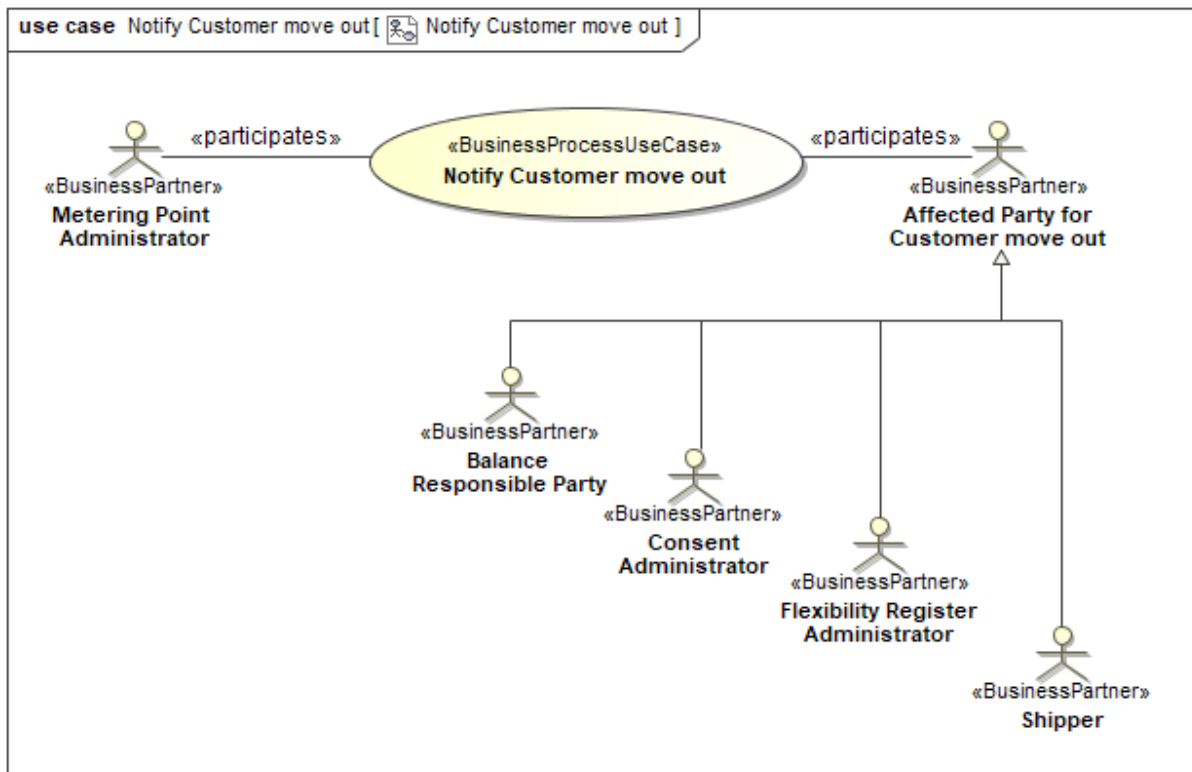 use case Notify Customer move out[ Notify Customer move out ]
«participates»
«participates»
«BusinessProcessUseCase»
Notify Customer move out
«BusinessPartner»
Metering Point
Administrator
«BusinessPartner»
Affected Party for
Customer move out
«BusinessPartner»
Balance
Responsible Party
«BusinessPartner»
Consent
Administrator
«BusinessPartner»
Flexibility Register
Administrator
«BusinessPartner»
Shipper